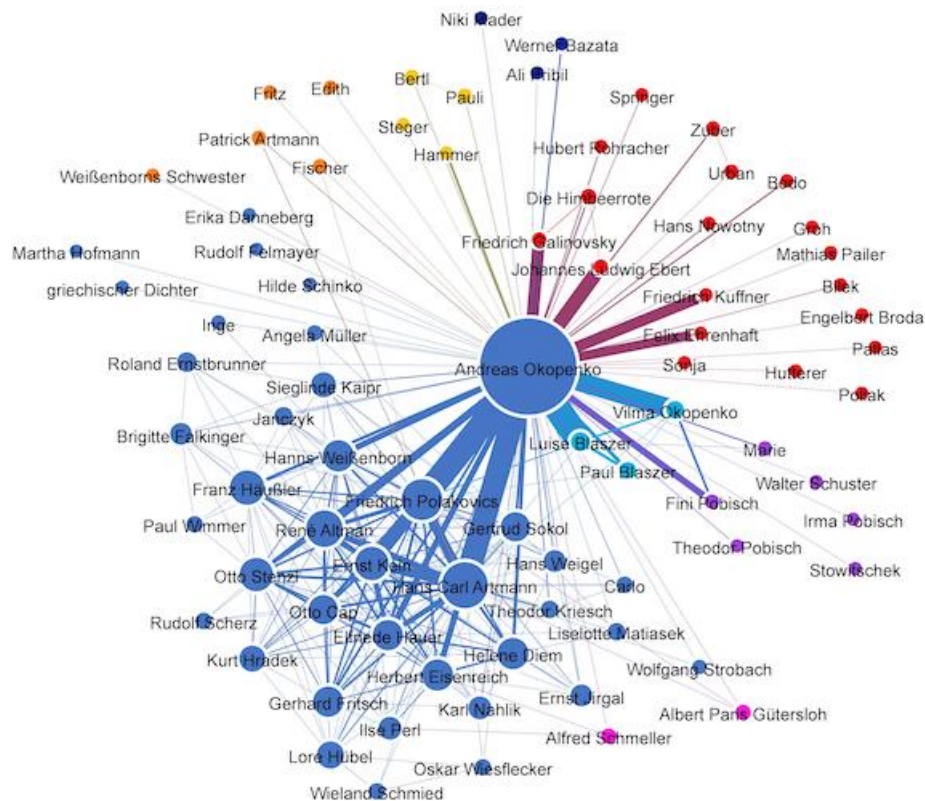 Niki Mader
Werner Bazata
Ali Pribil
Bertl
Pauli
Fritz
Edith
Springer
Steger
Zuber
Patrick Artmann
Hammer
Hubert Rohracher
Fischer
Urban
Weißenborns Schwester
Bodo
Die Himbeerrote
Erika Danneberg
Hans Nowotny
Groh
Friedrich Galinovsky
Martha Hofmann
Rudolf Felmayer
Mathias Pailer
Johannes Ludwig Ebert
griechischer Dichter
Hilde Schinko
Bilek
Friedrich Kuffner
Engelbert Broda
Inge
Angela Müller
Felix Ehrenhaft
Pallas
Roland Ernstbrunner
Andreas Okopenko
Sonja
Hutterer
Sieglinde Kaipr
Pollak
Janczyk
Vilma Okopenko
Brigitte Falkinger
Luise Blaszer
Marie
Hanns Weißenborn
Paul Blaszer
Walter Schuster
Franz Häußler
Friedrich Polakovics
Fini Pobisch
Paul Wimmer
René Altman
Gertrud Sokol
Irma Pobisch
Theodor Pobisch
Ernst Kein
Hans Weigel
Stowitschek
Otto Stenzl
Hans Carl Artmann
Carlo
Otto Cap
Theodor Kriesch
Rudolf Scherz
Elfriede Hauer
Liselotte Matiasek
Kurt Hradek
Helene Diem
Wolfgang Strobach
Herbert Eisenreich
Gerhard Fritsch
Karl Nahlik
Ernst Jirgal
Albert Paris Gütersloh
Ilse Perl
Alfred Schmeller
Lore Hübel
Oskar Wiesflecker
Wieland Schmied